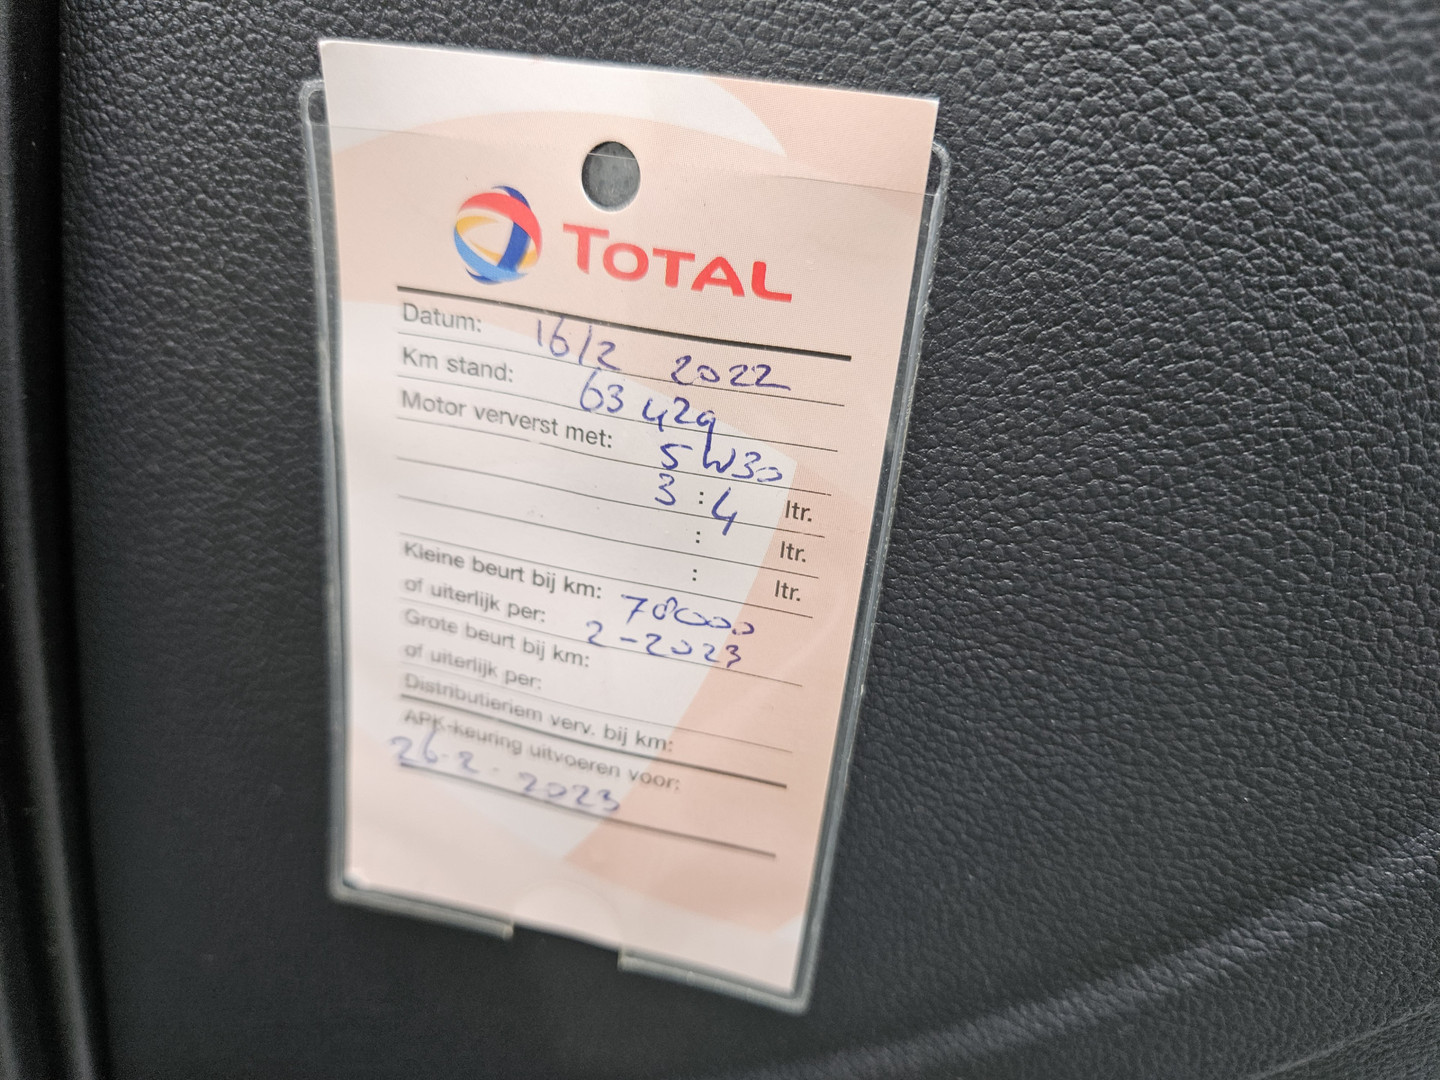 TOTAL
Datum: 16/2 2022
Km stand: 63 429
Motor ververst met: 5W30
3 : 4 ltr.
: ltr.
: ltr.
Kleine beurt bij km: 78000
of uiterlijk per: 2-2023
Grote beurt bij km:
of uiterlijk per:
Distributieriem verv. bij km:
APK-keuring uitvoeren voor:
26-2-2023